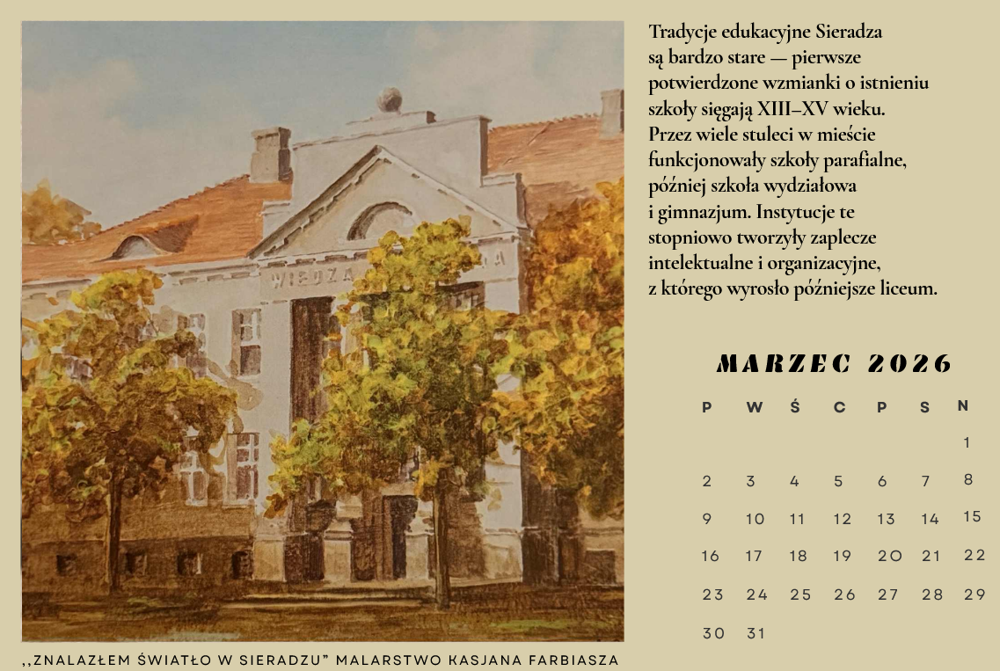 Tradycje edukacyjne Sieradza
są bardzo stare — pierwsze
potwierdzone wzmianki o istnieniu
szkoły sięgają XIII–XV wieku.
Przez wiele stuleci w mieście
funkcjonowały szkoły parafialne,
później szkoła wydziałowa
i gimnazjum. Instytucje te
stopniowo tworzyły zaplecze
intelektualne i organizacyjne,
z którego wyrosło późniejsze liceum.
WIEDZA
MARZEC 2026
P W Ś C P S N
1
2 3 4 5 6 7 8
9 10 11 12 13 14 15
16 17 18 19 20 21 22
23 24 25 26 27 28 29
30 31
,,ZNALAZŁEM ŚWIATŁO W SIERADZU” MALARSTWO KASJANA FARBIASZA